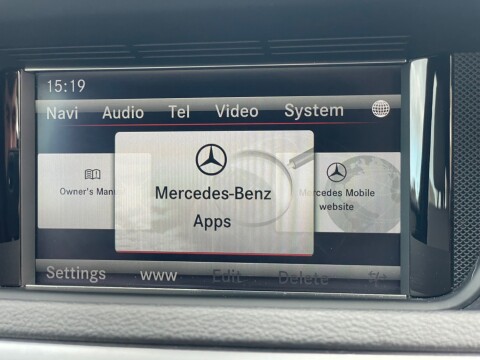 15:19
Navi Audio Tel Video System
Owner's Man
Mercedes-Benz
Apps
Mercedes Mobile
website
Settings www Edit Delete